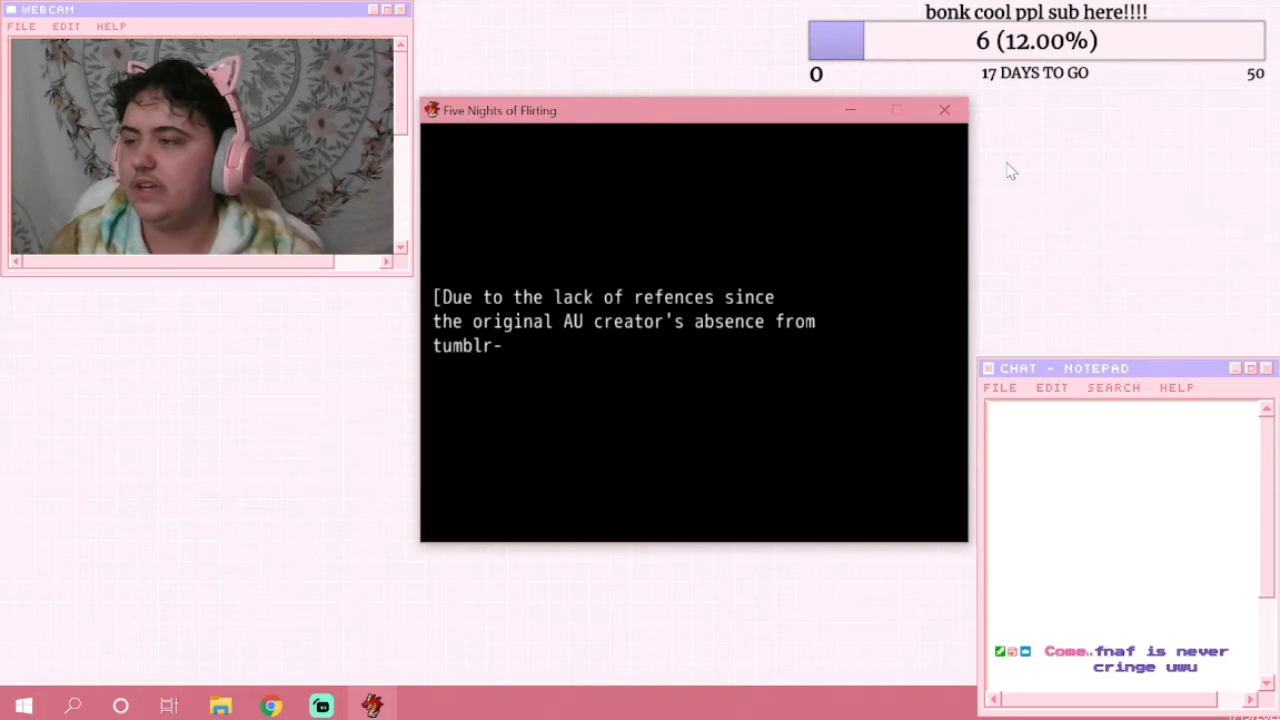 WEBCAM
FILE EDIT HELP
bonk cool ppl sub here!!!!
6 (12.00%)
0 17 DAYS TO GO 50
Five Nights of Flirting
[Due to the lack of refences since
the original AU creator's absence from
tumblr-
CHAT - NOTEPAD
FILE EDIT SEARCH HELP
Come.. fnaf is never
cringe uwu